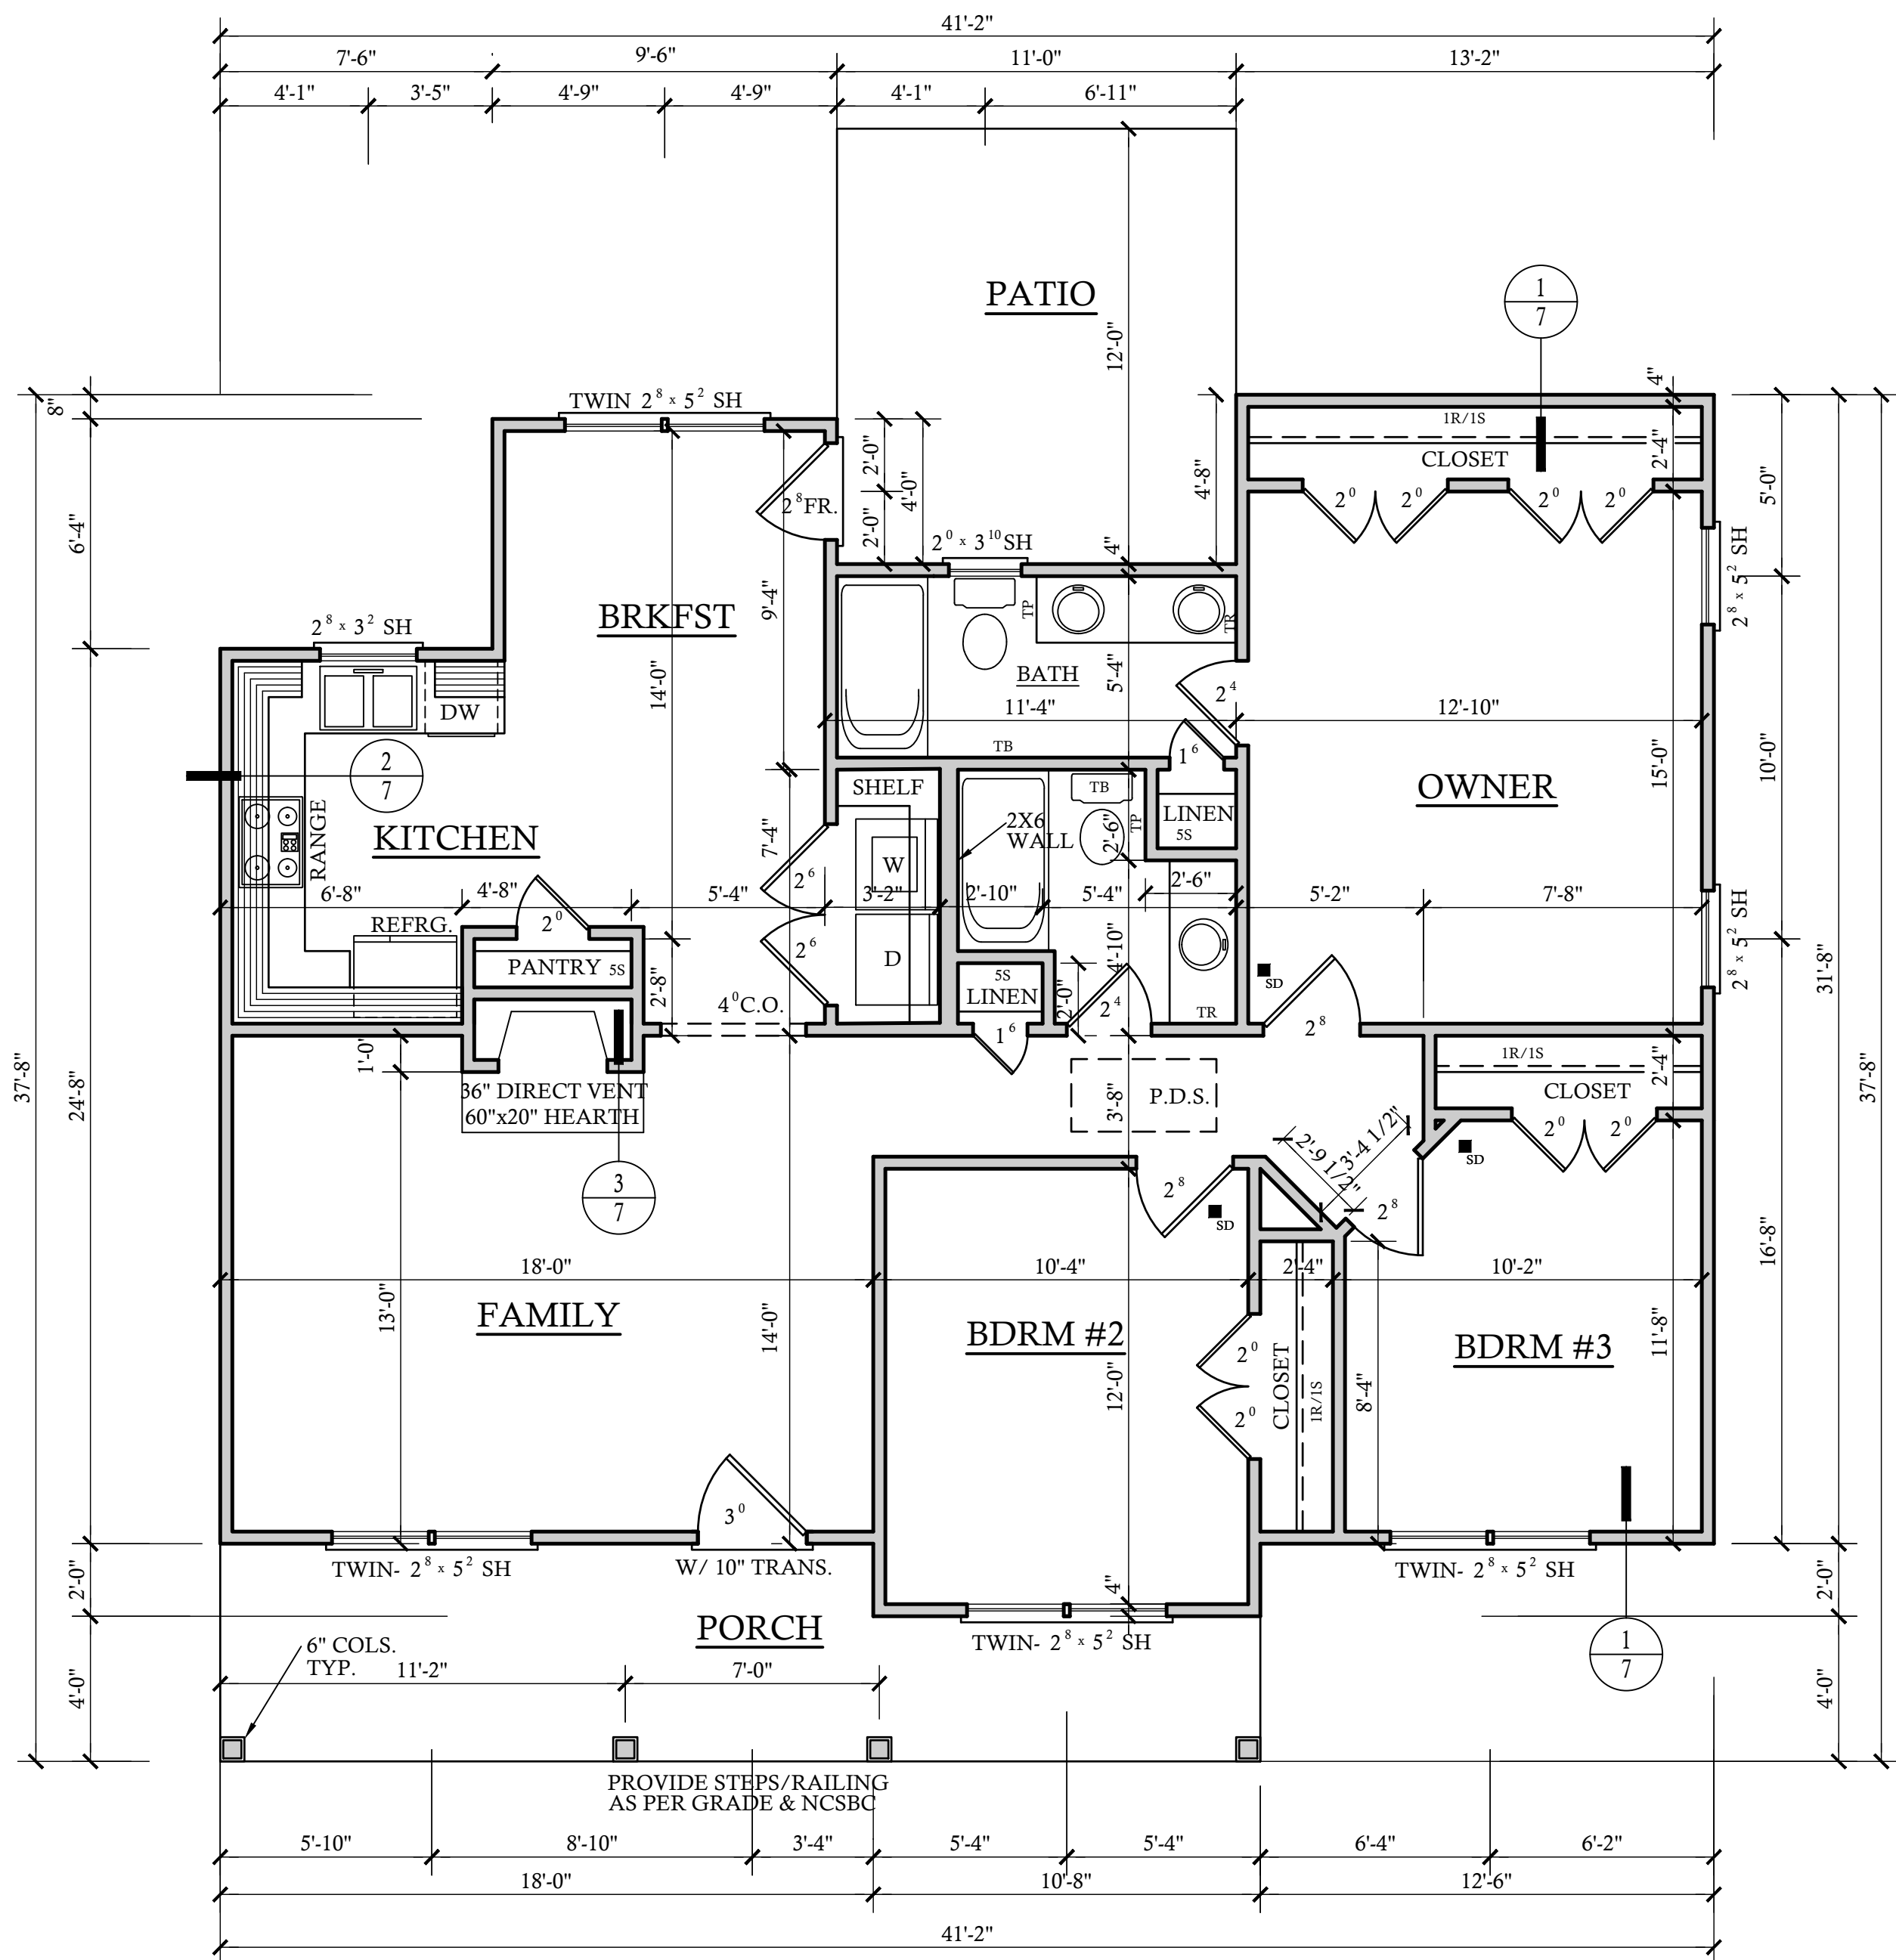 41'-2"
7'-6" 9'-6" 11'-0" 13'-2"
4'-1" 3'-5" 4'-9" 4'-9" 4'-1" 6'-11"
PATIO
12'-0"
1
7
8"
4"
TWIN 2⁸ x 5² SH
1R/1S
CLOSET
2'-4"
2⁰ 2⁰ 2⁰ 2⁰
2⁸FR.
2'-0"
2'-0"
4'-0"
4'-8"
5'-0"
6'-4"
2⁰ x 3¹⁰SH
4"
2⁸ x 5² SH
BRKFST
9'-4"
14'-0"
2⁸ x 3² SH
TP
TR
BATH
5'-4"
2⁴
DW
11'-4"
12'-10"
TB
1⁶
15'-0"
10'-0"
2
7
RANGE
KITCHEN
SHELF
7'-4"
W
2X6
WALL
TB
TP
2'-6"
LINEN
5S
OWNER
6'-8" 4'-8" 5'-4" 2⁶ 3'-2" 2'-10" 5'-4" 2'-6" 5'-2" 7'-8"
REFRG.
2⁰
2⁶
D
4'-10"
2⁸ x 5² SH
PANTRY 5S
2'-8"
5S
LINEN
2'-0"
2⁴
TR
SD
4⁰C.O.
1⁶
2⁸
31'-8"
1'-0"
36" DIRECT VENT
60"x20" HEARTH
3'-8"
P.D.S.
1R/1S
CLOSET
2'-4"
37'-8"
24'-8"
37'-8"
2⁰ 2⁰
2'-9 1/2"
3'-4 1/2"
SD
3
7
2⁸
SD
2⁸
16'-8"
18'-0" 10'-4" 2'-4" 10'-2"
FAMILY
13'-0"
14'-0"
BDRM #2
12'-0"
2⁰
2⁰
CLOSET
1R/1S
8'-4"
BDRM #3
11'-8"
3⁰
TWIN- 2⁸ x 5² SH
W/ 10" TRANS.
TWIN- 2⁸ x 5² SH
2'-0"
4"
2'-0"
PORCH
TWIN- 2⁸ x 5² SH
1
7
6" COLS.
TYP.
11'-2" 7'-0"
4'-0"
4'-0"
PROVIDE STEPS/RAILING
AS PER GRADE & NCSBC
5'-10" 8'-10" 3'-4" 5'-4" 5'-4" 6'-4" 6'-2"
18'-0" 10'-8" 12'-6"
41'-2"